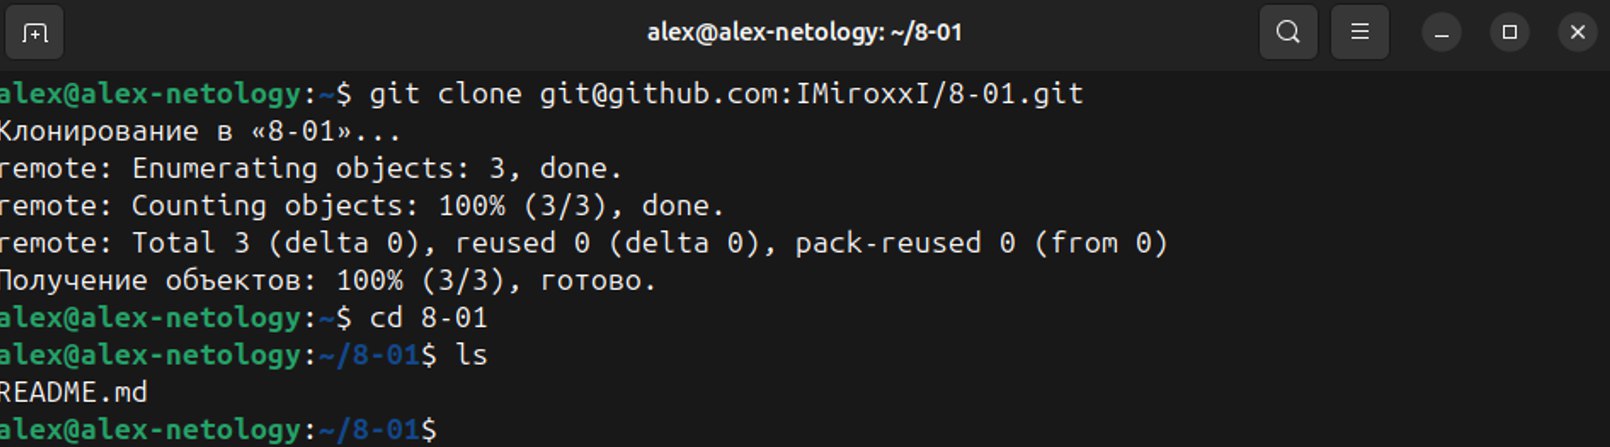 alex@alex-netology: ~/8-01
alex@alex-netology:~$ git clone git@github.com:IMiroxxI/8-01.git
Клонирование в «8-01»...
remote: Enumerating objects: 3, done.
remote: Counting objects: 100% (3/3), done.
remote: Total 3 (delta 0), reused 0 (delta 0), pack-reused 0 (from 0)
Получение объектов: 100% (3/3), готово.
alex@alex-netology:~$ cd 8-01
alex@alex-netology:~/8-01$ ls
README.md
alex@alex-netology:~/8-01$